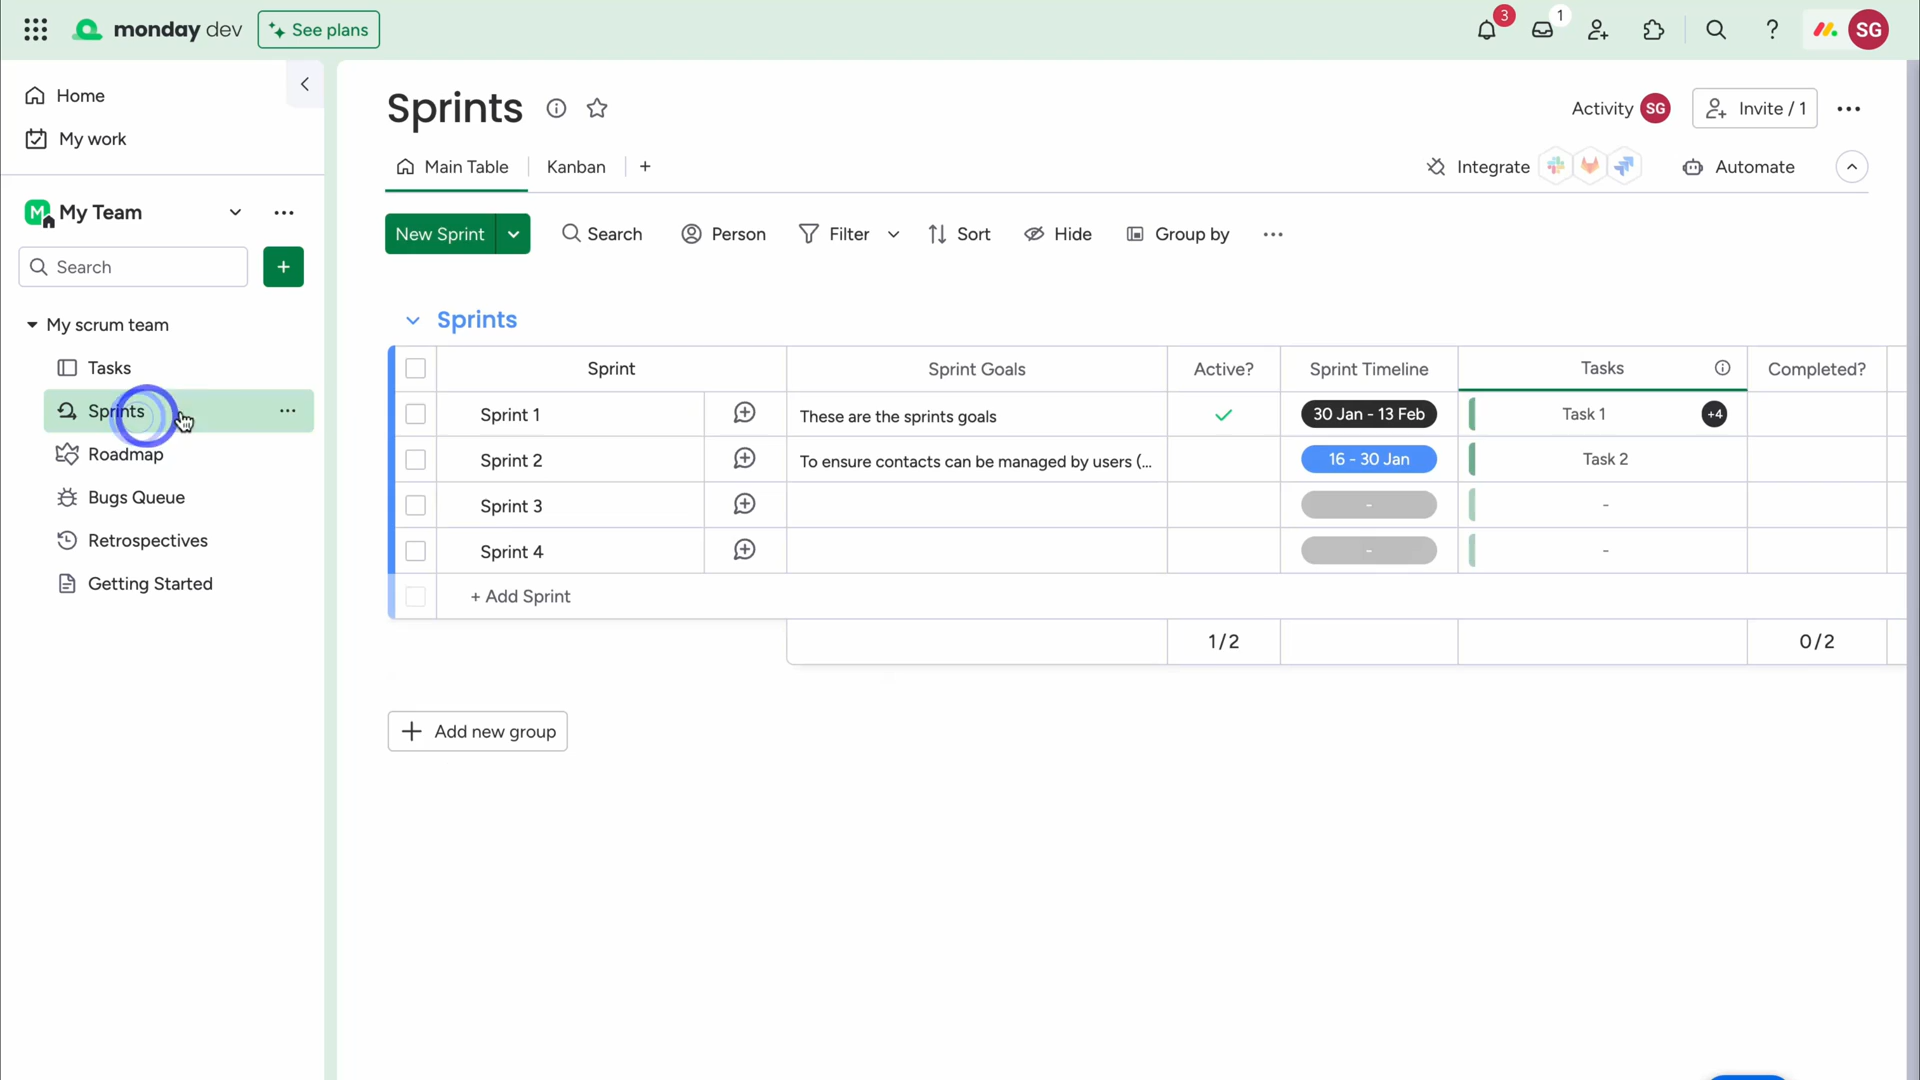 monday dev
See plans
3
1
SG
Home
My work
M My Team
Search
+
My scrum team
Tasks
Sprints
Roadmap
Bugs Queue
Retrospectives
Getting Started
Sprints
Activity SG
Invite / 1
Main Table
Kanban
+
Integrate
Automate
New Sprint
Search
Person
Filter
Sort
Hide
Group by
Sprints
Sprint Sprint Goals Active? Sprint Timeline Tasks Completed?
Sprint 1 These are the sprints goals 30 Jan - 13 Feb Task 1 +4
Sprint 2 To ensure contacts can be managed by users (... 16 - 30 Jan Task 2
Sprint 3 - -
Sprint 4 - -
+ Add Sprint
1/2 0/2
+ Add new group